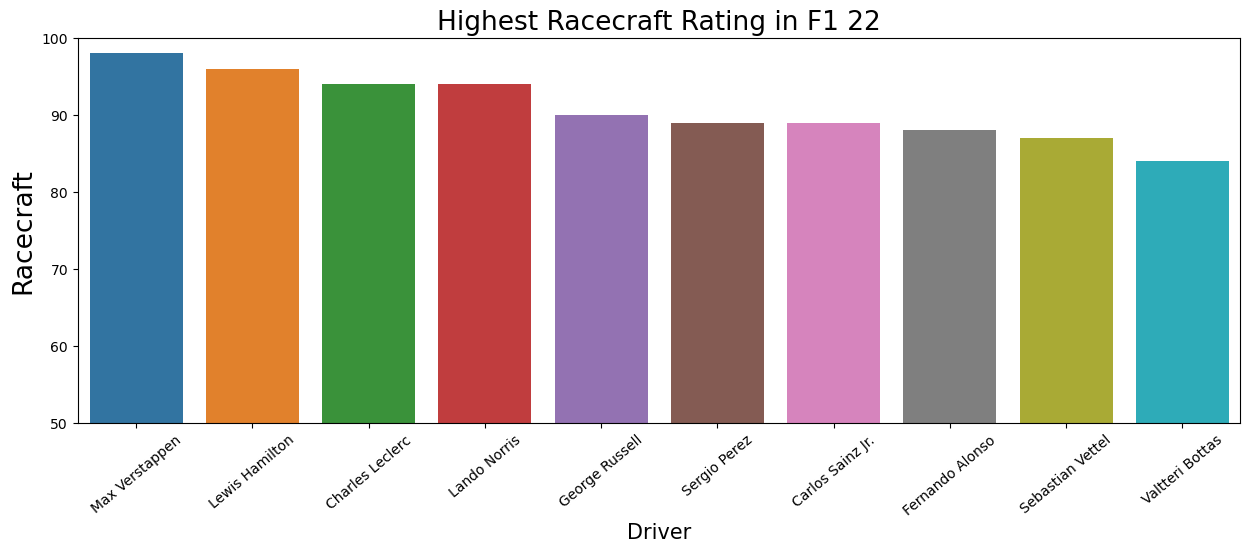 Highest Racecraft Rating in F1 22
Racecraft
100
90
80
70
60
50
Max Verstappen
Lewis Hamilton
Charles Leclerc
Lando Norris
George Russell
Sergio Perez
Carlos Sainz Jr.
Fernando Alonso
Sebastian Vettel
Valtteri Bottas
Driver